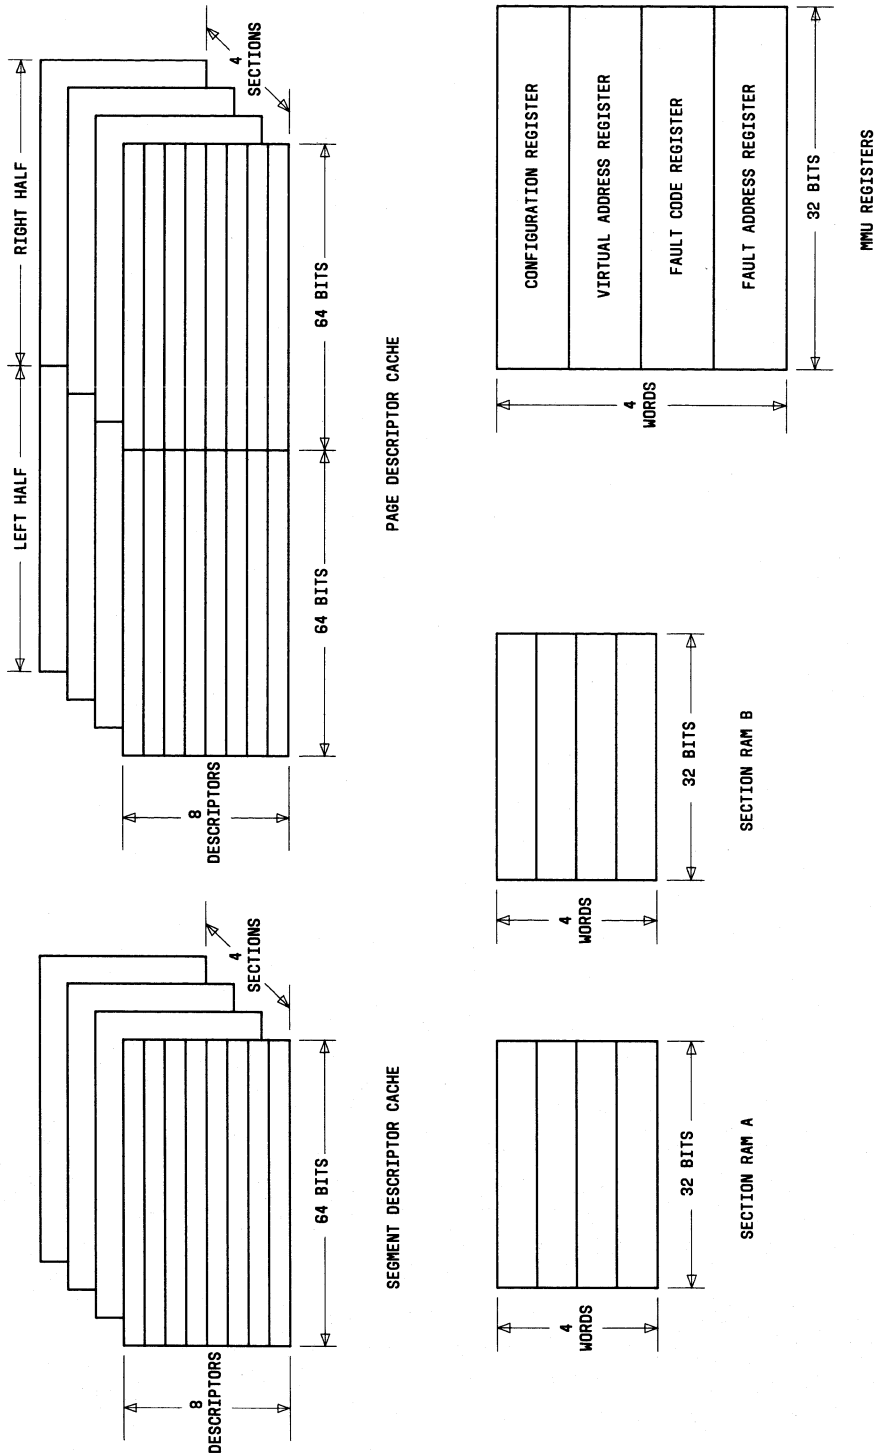 8
DESCRIPTORS
64 BITS
4
SECTIONS
SEGMENT DESCRIPTOR CACHE
LEFT HALF
RIGHT HALF
8
DESCRIPTORS
64 BITS
64 BITS
4
SECTIONS
PAGE DESCRIPTOR CACHE
4
WORDS
32 BITS
SECTION RAM A
4
WORDS
32 BITS
SECTION RAM B
4
WORDS
CONFIGURATION REGISTER
VIRTUAL ADDRESS REGISTER
FAULT CODE REGISTER
FAULT ADDRESS REGISTER
32 BITS
MMU REGISTERS